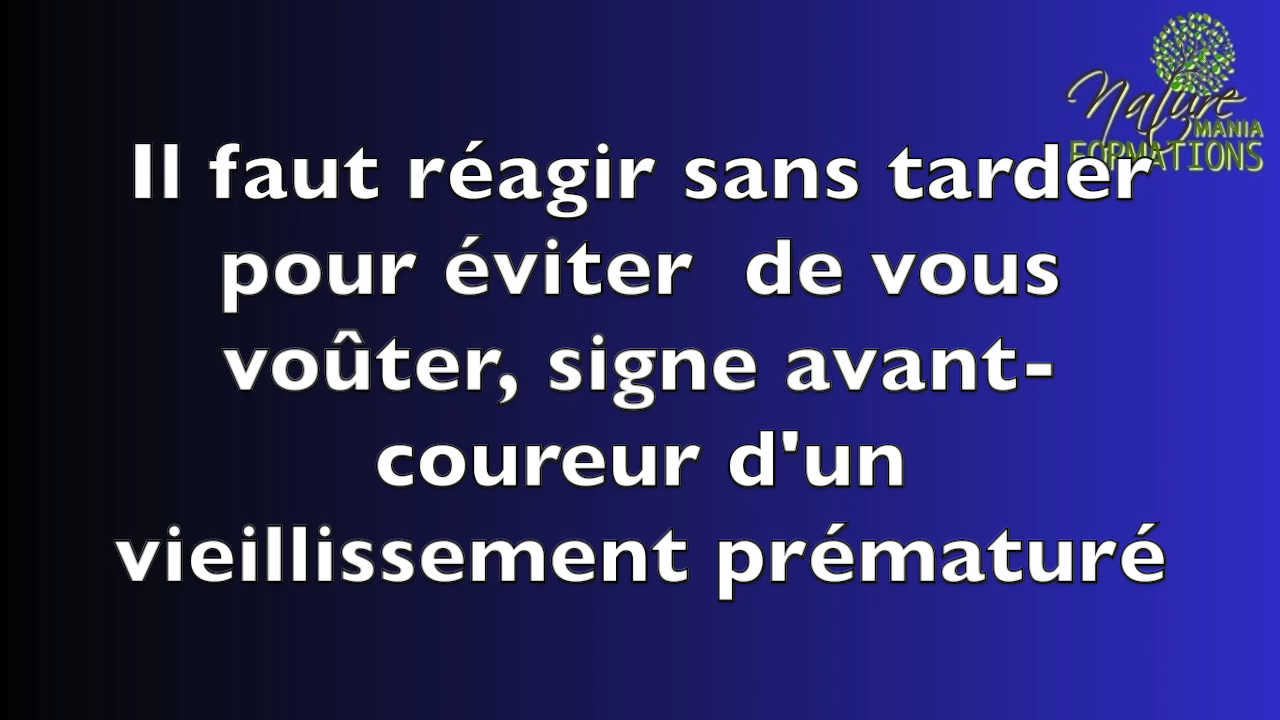 Nature
MANIA
FORMATIONS
Il faut réagir sans tarder
pour éviter  de vous
voûter, signe avant-
coureur d'un
vieillissement prématuré